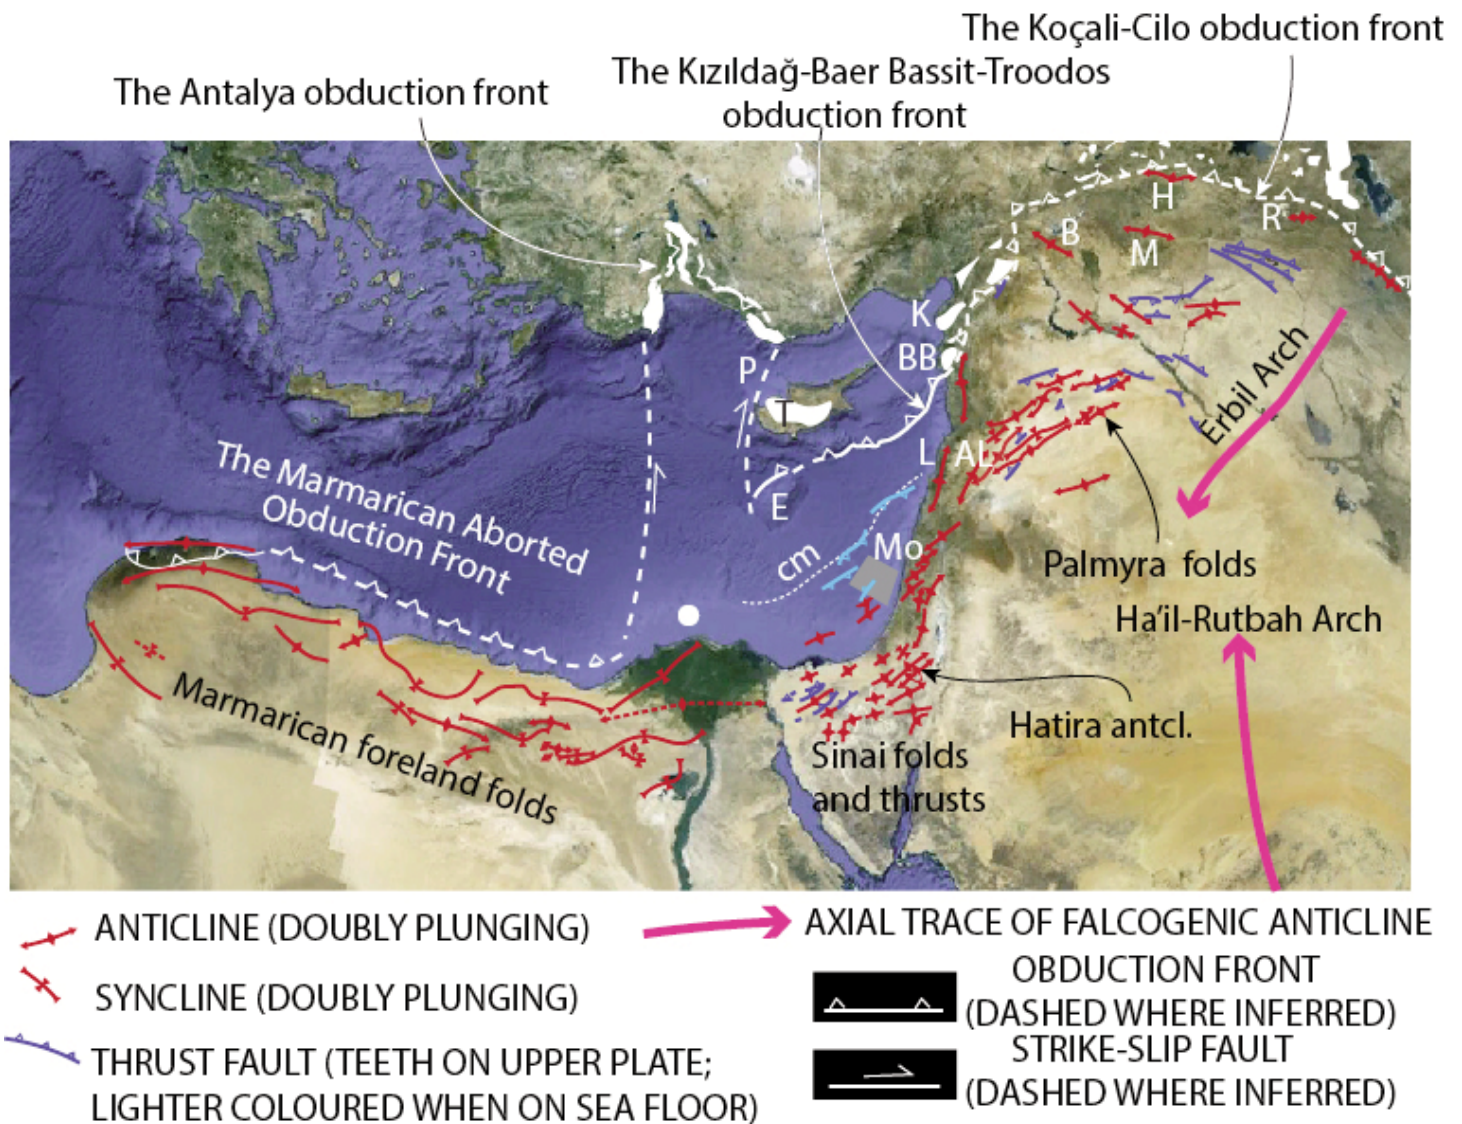 The Koçali-Cilo obduction front
The Kızıldağ-Baer Bassit-Troodos
obduction front
The Antalya obduction front
H
R
B
M
K
BB
P
T
Erbil Arch
L
AL
E
The Marmarican Aborted
Obduction Front
cm
Mo
Palmyra folds
Ha'il-Rutbah Arch
Marmarican foreland folds
Hatira antcl.
Sinai folds
and thrusts
ANTICLINE (DOUBLY PLUNGING)
SYNCLINE (DOUBLY PLUNGING)
THRUST FAULT (TEETH ON UPPER PLATE;
LIGHTER COLOURED WHEN ON SEA FLOOR)
AXIAL TRACE OF FALCOGENIC ANTICLINE
OBDUCTION FRONT
(DASHED WHERE INFERRED)
STRIKE-SLIP FAULT
(DASHED WHERE INFERRED)